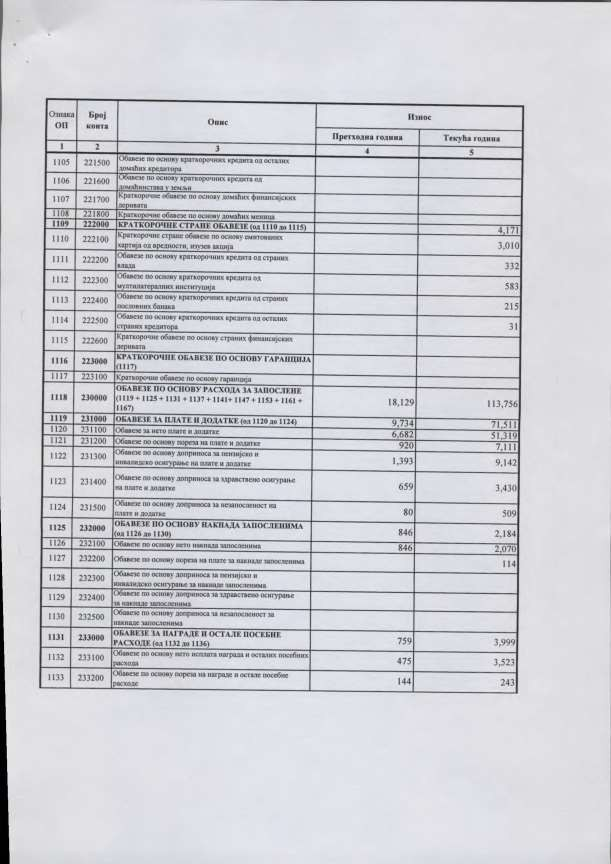 Ознака ОП Број конта Опис Износ
Претходна година Текућа година
1 2 3 4 5
1105 221500 Обавезе по основу краткорочних кредита од осталих
домаћих кредитора
1106 221600 Обавезе по основу краткорочних кредита од
домаћинстава у земљи
1107 221700 Краткорочне обавезе по основу домаћих финансијских
деривата
1108 221800 Краткорочне обавезе по основу домаћих меница
1109 222000 КРАТКОРОЧНЕ СТРАНЕ ОБАВЕЗЕ (од 1110 до 1115) 4,171
1110 222100 Краткорочне стране обавезе по основу емитованих
хартија од вредности, изузев акција 3,010
1111 222200 Обавезе по основу краткорочних кредита од страних
влада 332
1112 222300 Обавезе по основу краткорочних кредита од
мултилатералних институција 583
1113 222400 Обавезе по основу краткорочних кредита од страних
пословних банака 215
1114 222500 Обавезе по основу краткорочних кредита од осталих
страних кредитора 31
1115 222600 Краткорочне обавезе по основу страних финансијских
деривата
1116 223000 КРАТКОРОЧНЕ ОБАВЕЗЕ ПО ОСНОВУ ГАРАНЦИЈА
(1117)
1117 223100 Краткорочне обавезе по основу гаранција
1118 230000 ОБАВЕЗЕ ПО ОСНОВУ РАСХОДА ЗА ЗАПОСЛЕНЕ
(1119 + 1125 + 1131 + 1137 + 1141+ 1147 + 1153 + 1161 +
1167) 18,129 113,756
1119 231000 ОБАВЕЗЕ ЗА ПЛАТЕ И ДОДАТКЕ (од 1120 до 1124) 9,734 71,511
1120 231100 Обавезе за нето плате и додатке 6,682 51,319
1121 231200 Обавезе по основу пореза на плате и додатке 920 7,111
1122 231300 Обавезе по основу доприноса за пензијско и
инвалидско осигурање на плате и додатке 1,393 9,142
1123 231400 Обавезе по основу доприноса за здравствено осигурање
на плате и додатке 659 3,430
1124 231500 Обавезе по основу доприноса за незапосленост на
плате и додатке 80 509
1125 232000 ОБАВЕЗЕ ПО ОСНОВУ НАКНАДА ЗАПОСЛЕНИМА
(од 1126 до 1130) 846 2,184
1126 232100 Обавезе по основу нето накнада запосленима 846 2,070
1127 232200 Обавезе по основу пореза на плате за накнаде запосленима 114
1128 232300 Обавезе по основу доприноса за пензијско и
инвалидско осигурање за накнаде запосленима
1129 232400 Обавезе по основу доприноса за здравствено осигурање
за накнаде запосленима
1130 232500 Обавезе по основу доприноса за незапосленост за
накнаде запосленима
1131 233000 ОБАВЕЗЕ ЗА НАГРАДЕ И ОСТАЛЕ ПОСЕБНЕ
РАСХОДЕ (од 1132 до 1136) 759 3,999
1132 233100 Обавезе по основу нето исплата награда и осталих посебних
расхода 475 3,523
1133 233200 Обавезе по основу пореза на награде и остале посебне
расходе 144 243